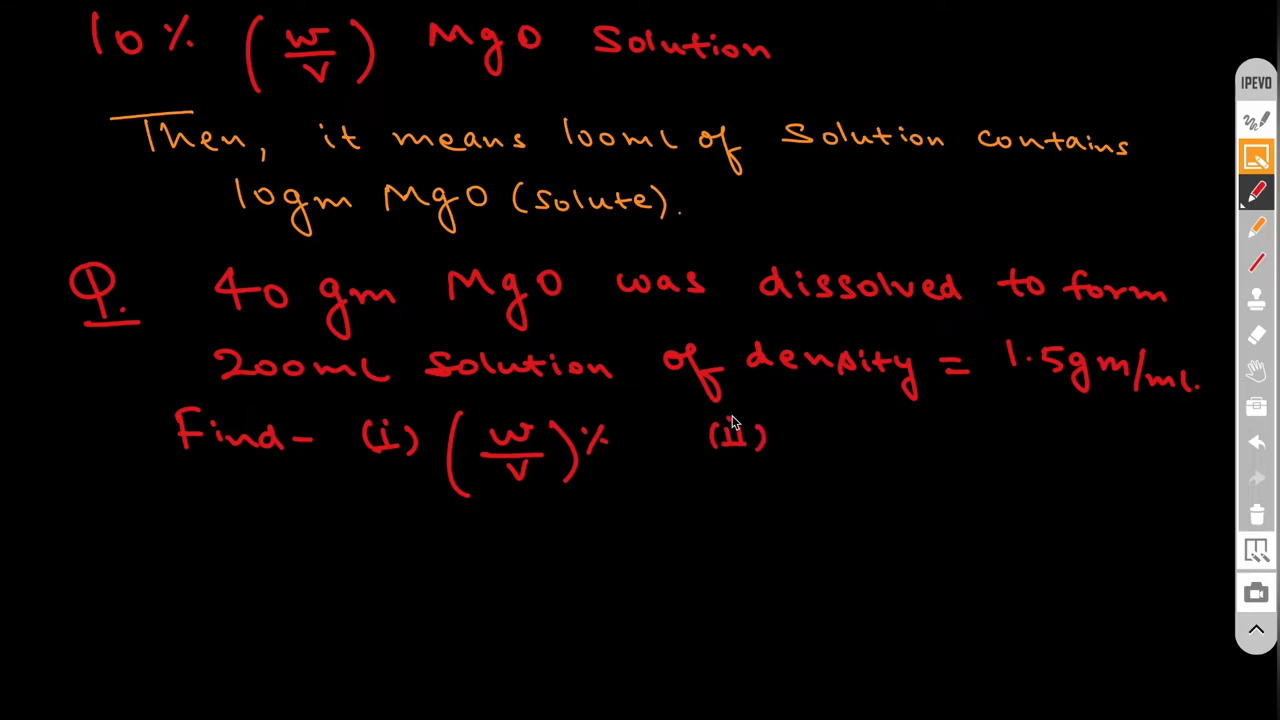 10% (w/v) MgO Solution
IPEVO
Then, it means 100ml of Solution contains
10gm MgO (solute).
Q. 40 gm MgO was dissolved to form
200ml solution of density = 1.5gm/ml.
Find- (i) (w/v)% (ii)